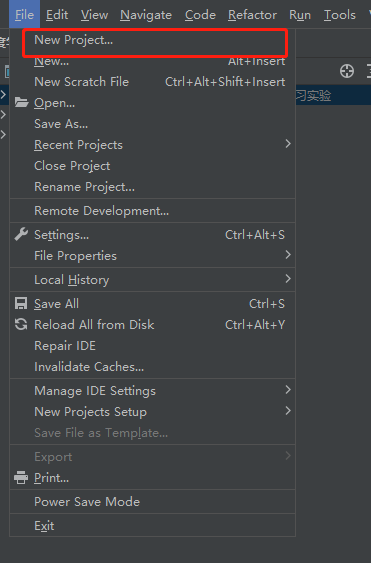 File Edit View Navigate Code Refactor Run Tools
New Project...
New... Alt+Insert
New Scratch File Ctrl+Alt+Shift+Insert
习实验
Open...
Save As...
Recent Projects
Close Project
Rename Project...
Remote Development...
Settings... Ctrl+Alt+S
File Properties
Local History
Save All Ctrl+S
Reload All from Disk Ctrl+Alt+Y
Repair IDE
Invalidate Caches...
Manage IDE Settings
New Projects Setup
Save File as Template...
Export
Print...
Power Save Mode
Exit